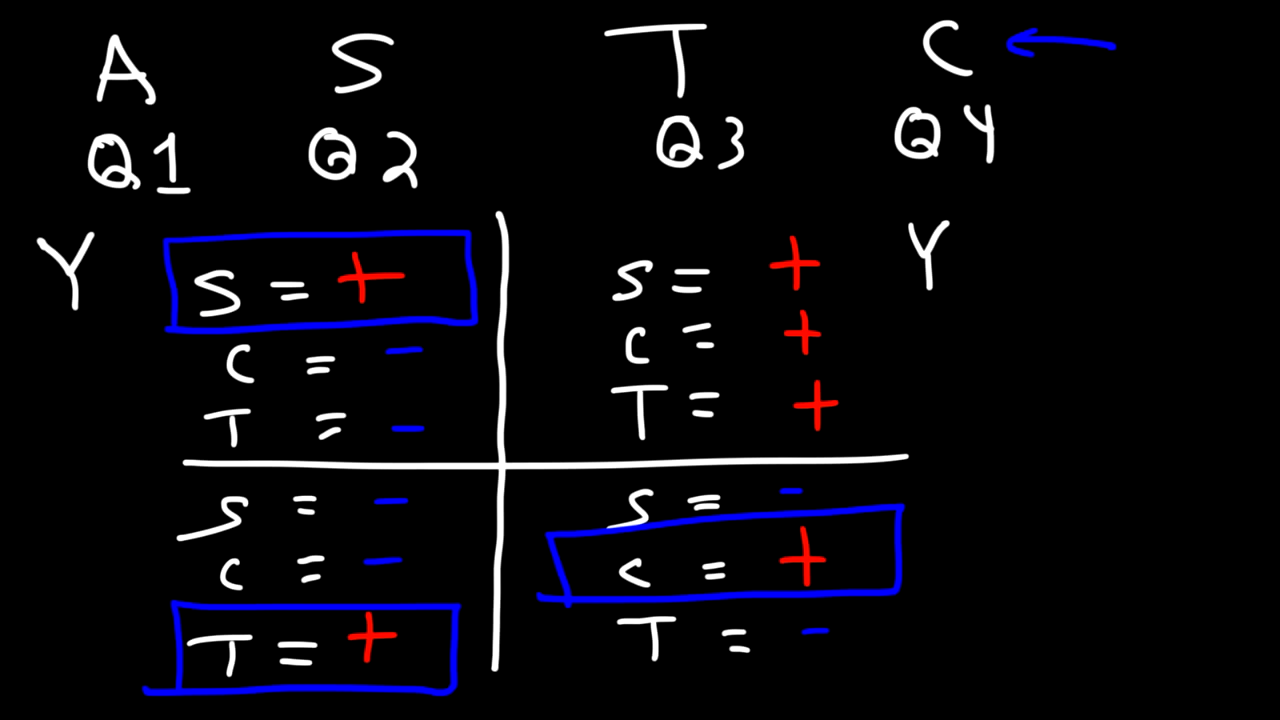 A S T C
Q1 Q2 Q3 Q4
Y S = + S = + Y
C = - C = +
T = - T = +
S = - S = -
C = - C = +
T = + T = -